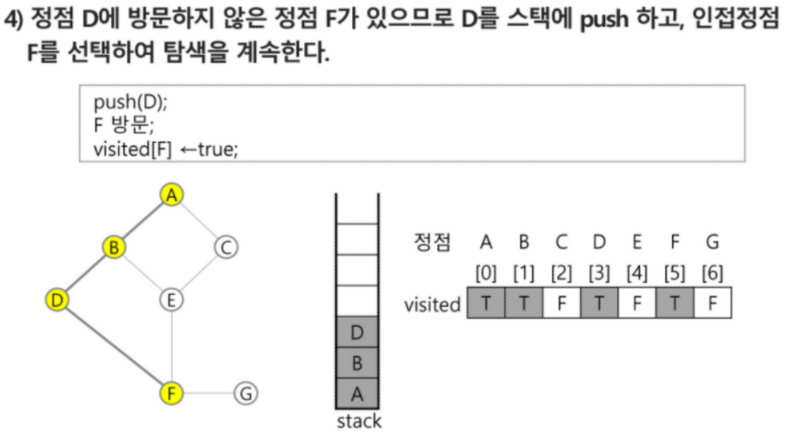 4) 정점 D에 방문하지 않은 정점 F가 있으므로 D를 스택에 push 하고, 인접정점
F를 선택하여 탐색을 계속한다.
push(D);
F 방문;
visited[F] ←true;
A
B
C
D
E
F
G
D
B
A
stack
정점 A B C D E F G
[0] [1] [2] [3] [4] [5] [6]
visited T T F T F T F